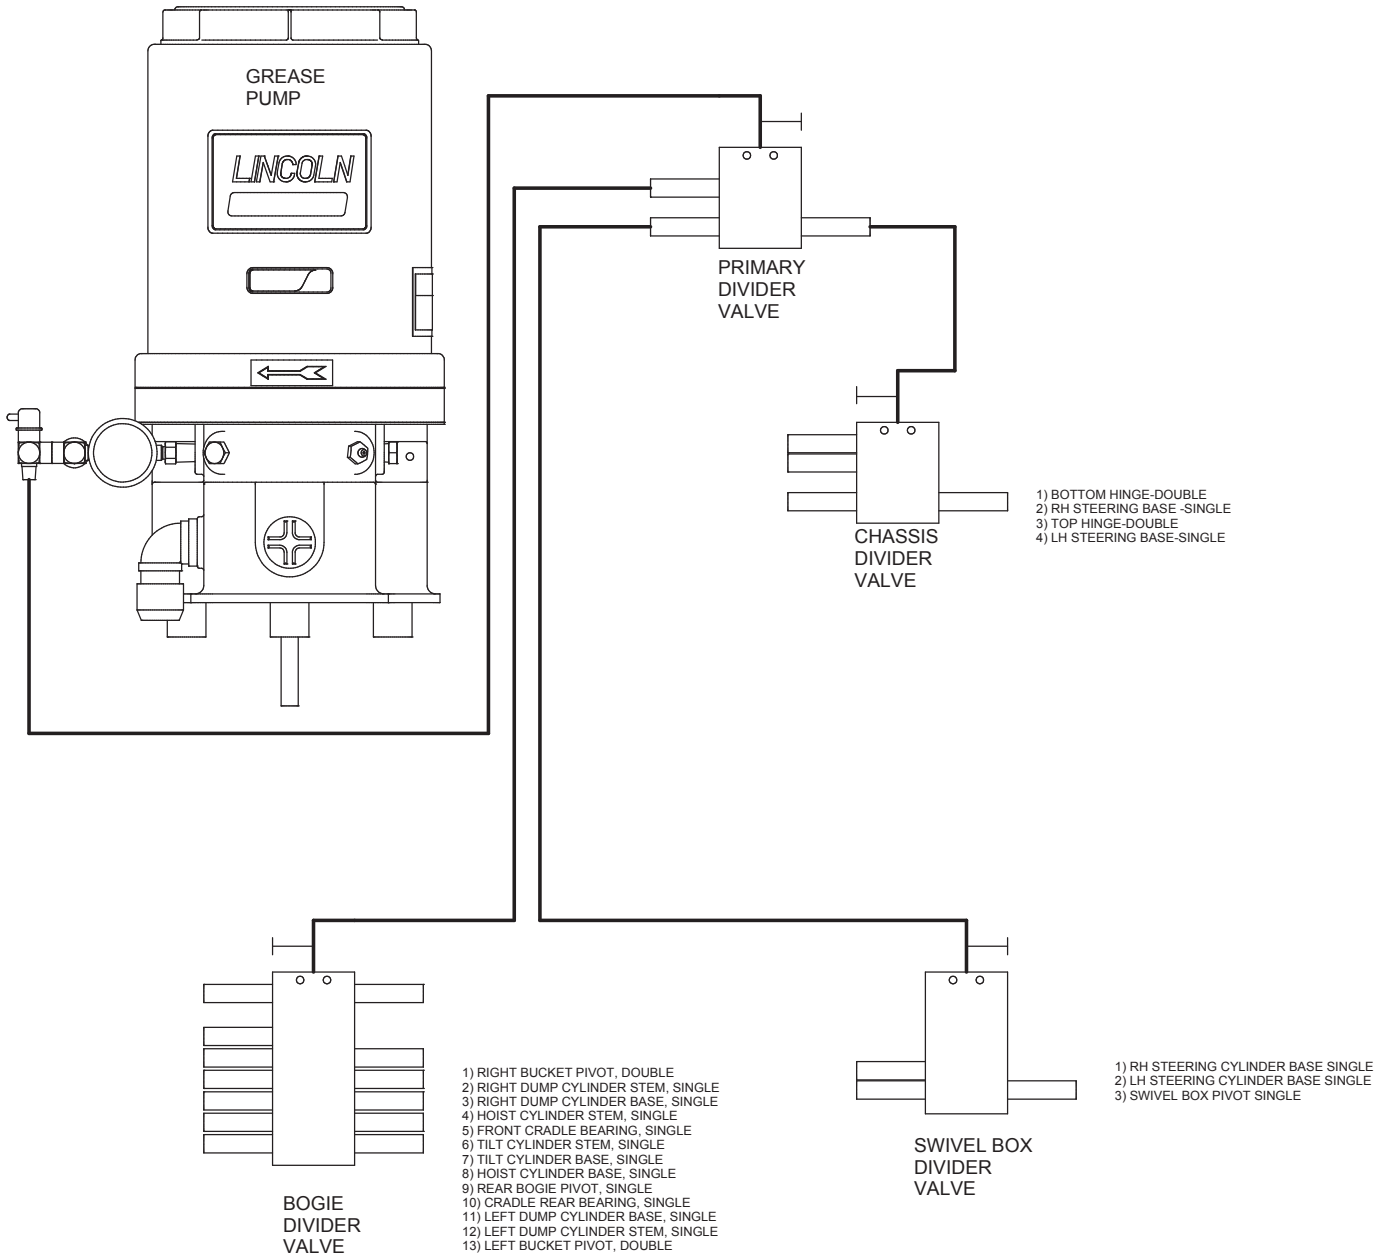 GREASE
PUMP
LINCOLN
PRIMARY
DIVIDER
VALVE
1) BOTTOM HINGE-DOUBLE
2) RH STEERING BASE -SINGLE
3) TOP HINGE-DOUBLE
4) LH STEERING BASE-SINGLE
CHASSIS
DIVIDER
VALVE
1) RIGHT BUCKET PIVOT, DOUBLE
2) RIGHT DUMP CYLINDER STEM, SINGLE
3) RIGHT DUMP CYLINDER BASE, SINGLE
4) HOIST CYLINDER STEM, SINGLE
5) FRONT CRADLE BEARING, SINGLE
6) TILT CYLINDER STEM, SINGLE
7) TILT CYLINDER BASE, SINGLE
8) HOIST CYLINDER BASE, SINGLE
9) REAR BOGIE PIVOT, SINGLE
10) CRADLE REAR BEARING, SINGLE
11) LEFT DUMP CYLINDER BASE, SINGLE
12) LEFT DUMP CYLINDER STEM, SINGLE
13) LEFT BUCKET PIVOT, DOUBLE
BOGIE
DIVIDER
VALVE
1) RH STEERING CYLINDER BASE SINGLE
2) LH STEERING CYLINDER BASE SINGLE
3) SWIVEL BOX PIVOT SINGLE
SWIVEL BOX
DIVIDER
VALVE